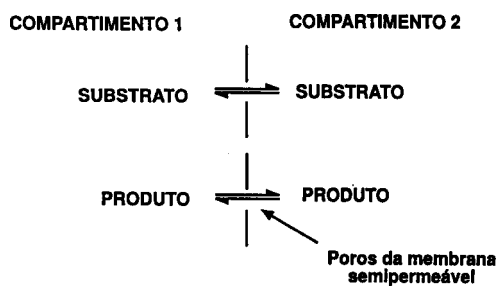 COMPARTIMENTO 1 COMPARTIMENTO 2
SUBSTRATO SUBSTRATO
PRODUTO PRODUTO
Poros da membrana
semipermeável